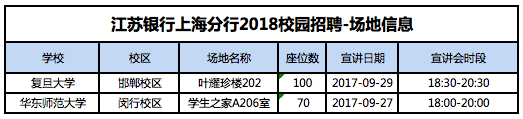 江苏银行上海分行2018校园招聘-场地信息
学校 校区 场地名称 座位数 宣讲日期 宣讲会时段
复旦大学 邯郸校区 叶耀珍楼202 100 2017-09-29 18:30-20:30
华东师范大学 闵行校区 学生之家A206室 70 2017-09-27 18:00-20:00